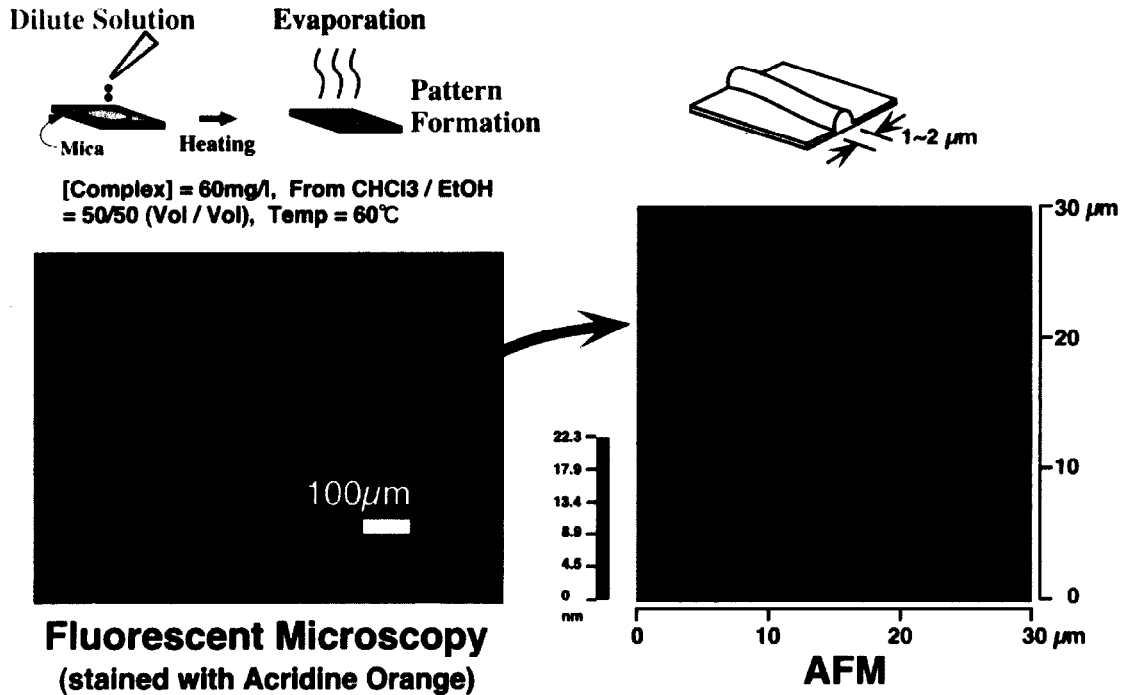 Dilute Solution
Evaporation
Mica
Heating
Pattern
Formation
[Complex] = 60mg/l, From CHCl3 / EtOH
= 50/50 (Vol / Vol), Temp = 60℃
1~2 μm
100μm
Fluorescent Microscopy
(stained with Acridine Orange)
22.3
17.9
13.4
8.9
4.5
0
nm
30 μm
20
10
0
0
10
20
30 μm
AFM